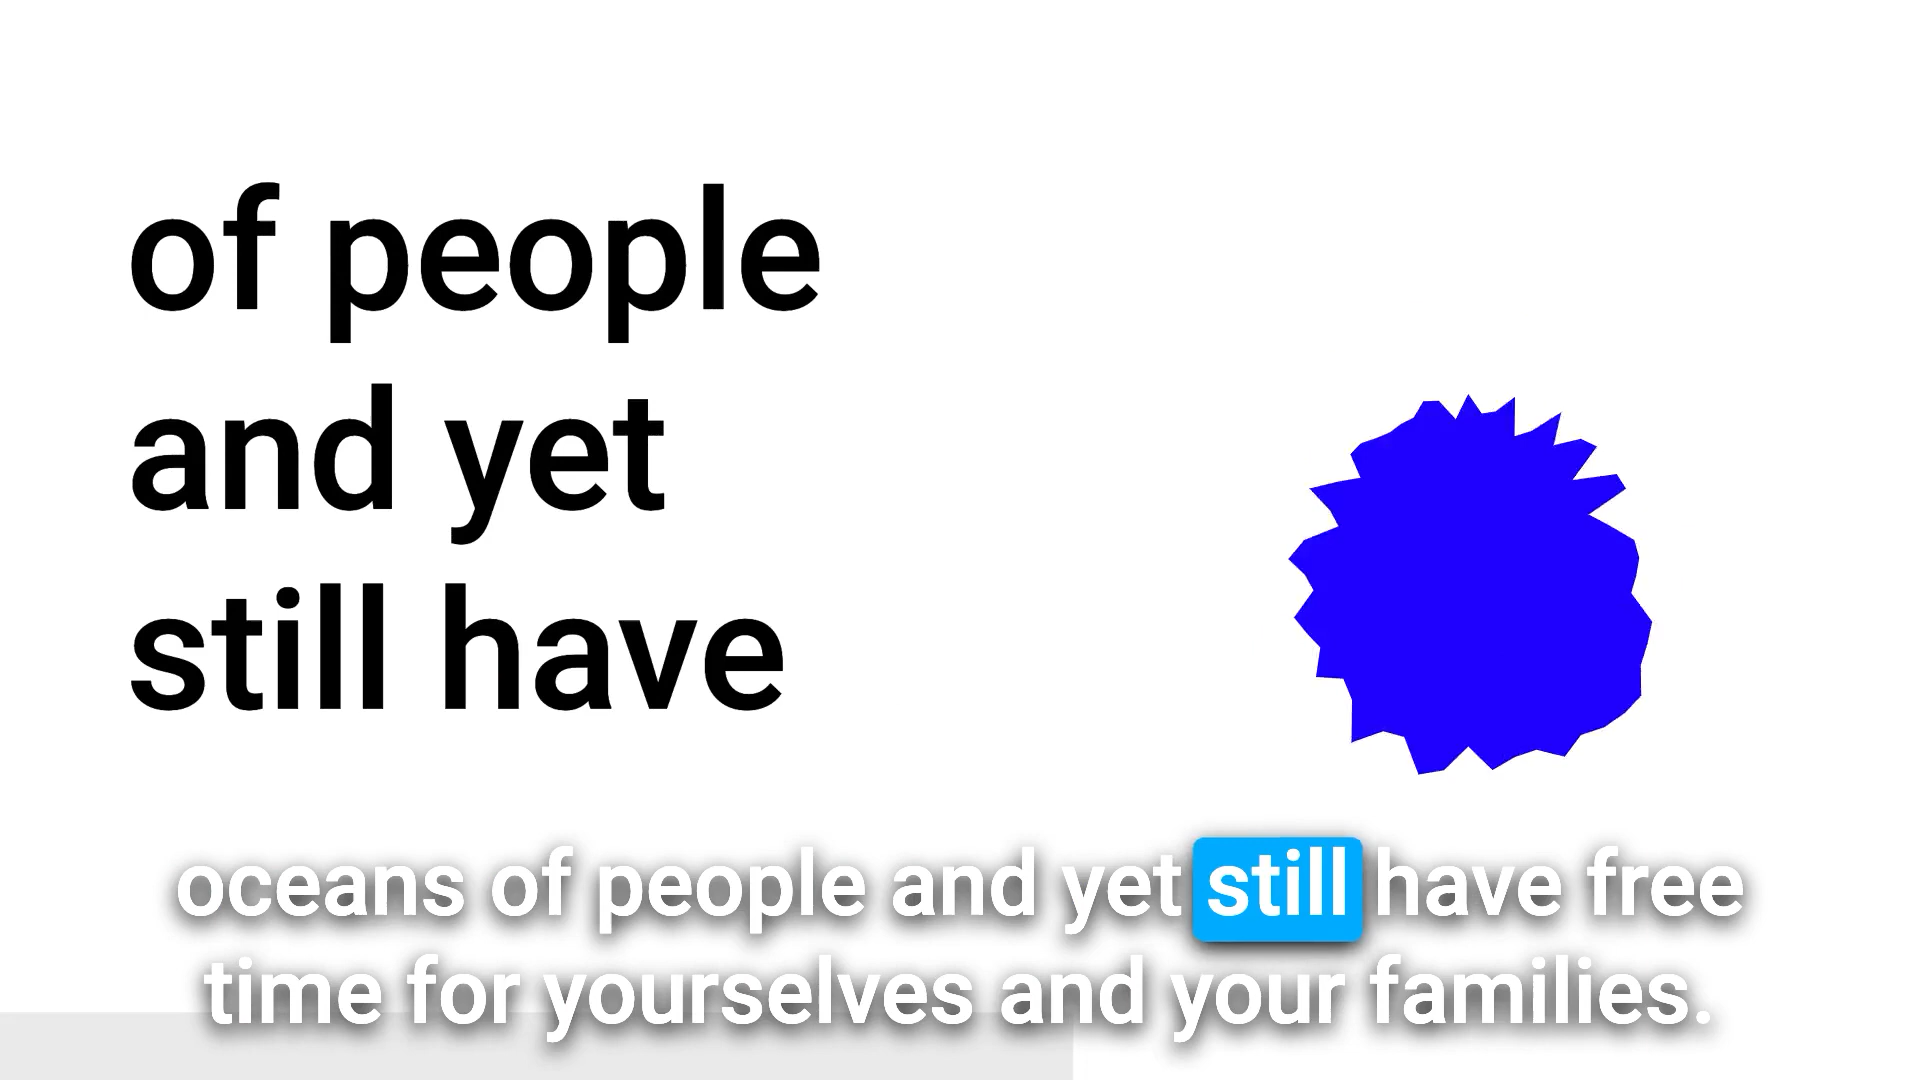 of people
and yet
still have
oceans of people and yet still have free
time for yourselves and your families.